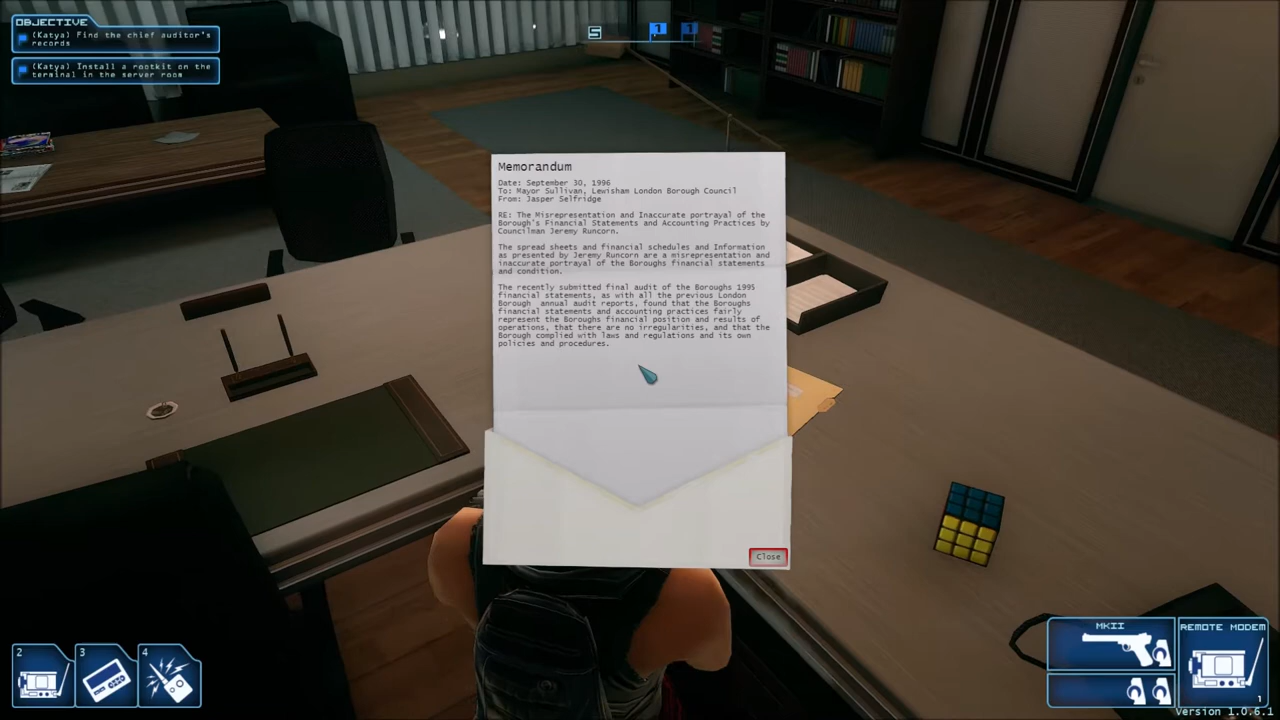 OBJECTIVE
(Katya) Find the chief auditor's
records
(Katya) Install a rootkit on the
terminal in the server room
S
1
1
Memorandum
Date: September 30, 1996
To: Mayor Sullivan, Lewisham London Borough Council
From: Jasper Selfridge
RE: The Misrepresentation and Inaccurate portrayal of the
Borough's Financial Statements and Accounting Practices by
Councilman Jeremy Runcorn.
The spread sheets and financial schedules and Information
as presented by Jeremy Runcorn are a misrepresentation and
inaccurate portrayal of the Boroughs financial statements
and condition.
The recently submitted final audit of the Boroughs 1995
financial statements, as with all the previous London
Borough annual audit reports, found that the Boroughs
financial statements and accounting practices fairly
represent the Boroughs financial position and results of
operations, that there are no irregularities, and that the
Borough complied with laws and regulations and its own
policies and procedures.
Close
2
3
4
MKII
REMOTE MODEM
1
Version 1.0.6.1